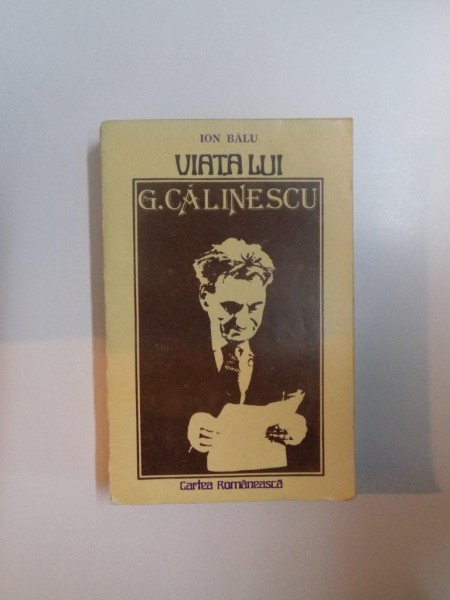 ION BĂLU
VIAȚA LUI
G. CĂLINESCU
Cartea Românească